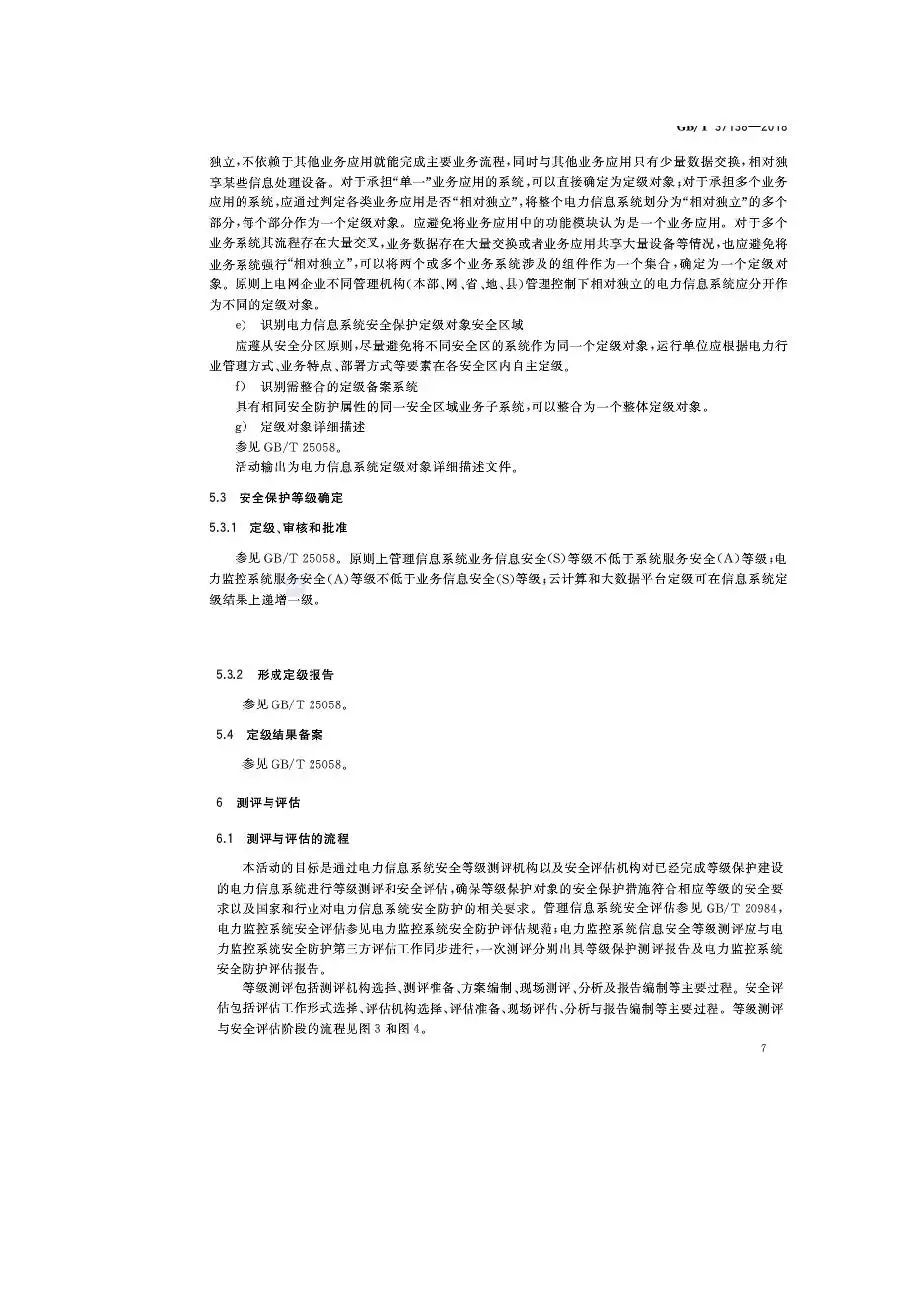 GB/T 37138—2018
独立,不依赖于其他业务应用就能完成主要业务流程,同时与其他业务应用只有少量数据交换,相对独
享某些信息处理设备。对于承担“单一”业务应用的系统,可以直接确定为定级对象;对于承担多个业务
应用的系统,应通过判定各类业务应用是否“相对独立”,将整个电力信息系统划分为“相对独立”的多个
部分,每个部分作为一个定级对象。应避免将业务应用中的功能模块认为是一个业务应用。对于多个
业务系统其流程存在大量交叉,业务数据存在大量交换或者业务应用共享大量设备等情况,也应避免将
业务系统强行“相对独立”,可以将两个或多个业务系统涉及的组件作为一个集合,确定为一个定级对
象。原则上电网企业不同管理机构(本部、网、省、地、县)管理控制下相对独立的电力信息系统应分开作
为不同的定级对象。
e) 识别电力信息系统安全保护定级对象安全区域
应遵从安全分区原则,尽量避免将不同安全区的系统作为同一个定级对象,运行单位应根据电力行
业管理方式、业务特点、部署方式等要素在各安全区内自主定级。
f) 识别需整合的定级备案系统
具有相同安全防护属性的同一安全区域业务子系统,可以整合为一个整体定级对象。
g) 定级对象详细描述
参见 GB/T 25058。
活动输出为电力信息系统定级对象详细描述文件。
5.3 安全保护等级确定
5.3.1 定级、审核和批准
参见 GB/T 25058。原则上管理信息系统业务信息安全(S)等级不低于系统服务安全(A)等级;电
力监控系统服务安全(A)等级不低于业务信息安全(S)等级;云计算和大数据平台定级可在信息系统定
级结果上递增一级。
5.3.2 形成定级报告
参见 GB/T 25058。
5.4 定级结果备案
参见 GB/T 25058。
6 测评与评估
6.1 测评与评估的流程
本活动的目标是通过电力信息系统安全等级测评机构以及安全评估机构对已经完成等级保护建设
的电力信息系统进行等级测评和安全评估,确保等级保护对象的安全保护措施符合相应等级的安全要
求以及国家和行业对电力信息系统安全防护的相关要求。管理信息系统安全评估参见 GB/T 20984,
电力监控系统安全评估参见电力监控系统安全防护评估规范;电力监控系统信息安全等级测评应与电
力监控系统安全防护第三方评估工作同步进行,一次测评分别出具等级保护测评报告及电力监控系统
安全防护评估报告。
等级测评包括测评机构选择、测评准备、方案编制、现场测评、分析及报告编制等主要过程。安全评
估包括评估工作形式选择、评估机构选择、评估准备、现场评估、分析与报告编制等主要过程。等级测评
与安全评估阶段的流程见图 3 和图 4。
7